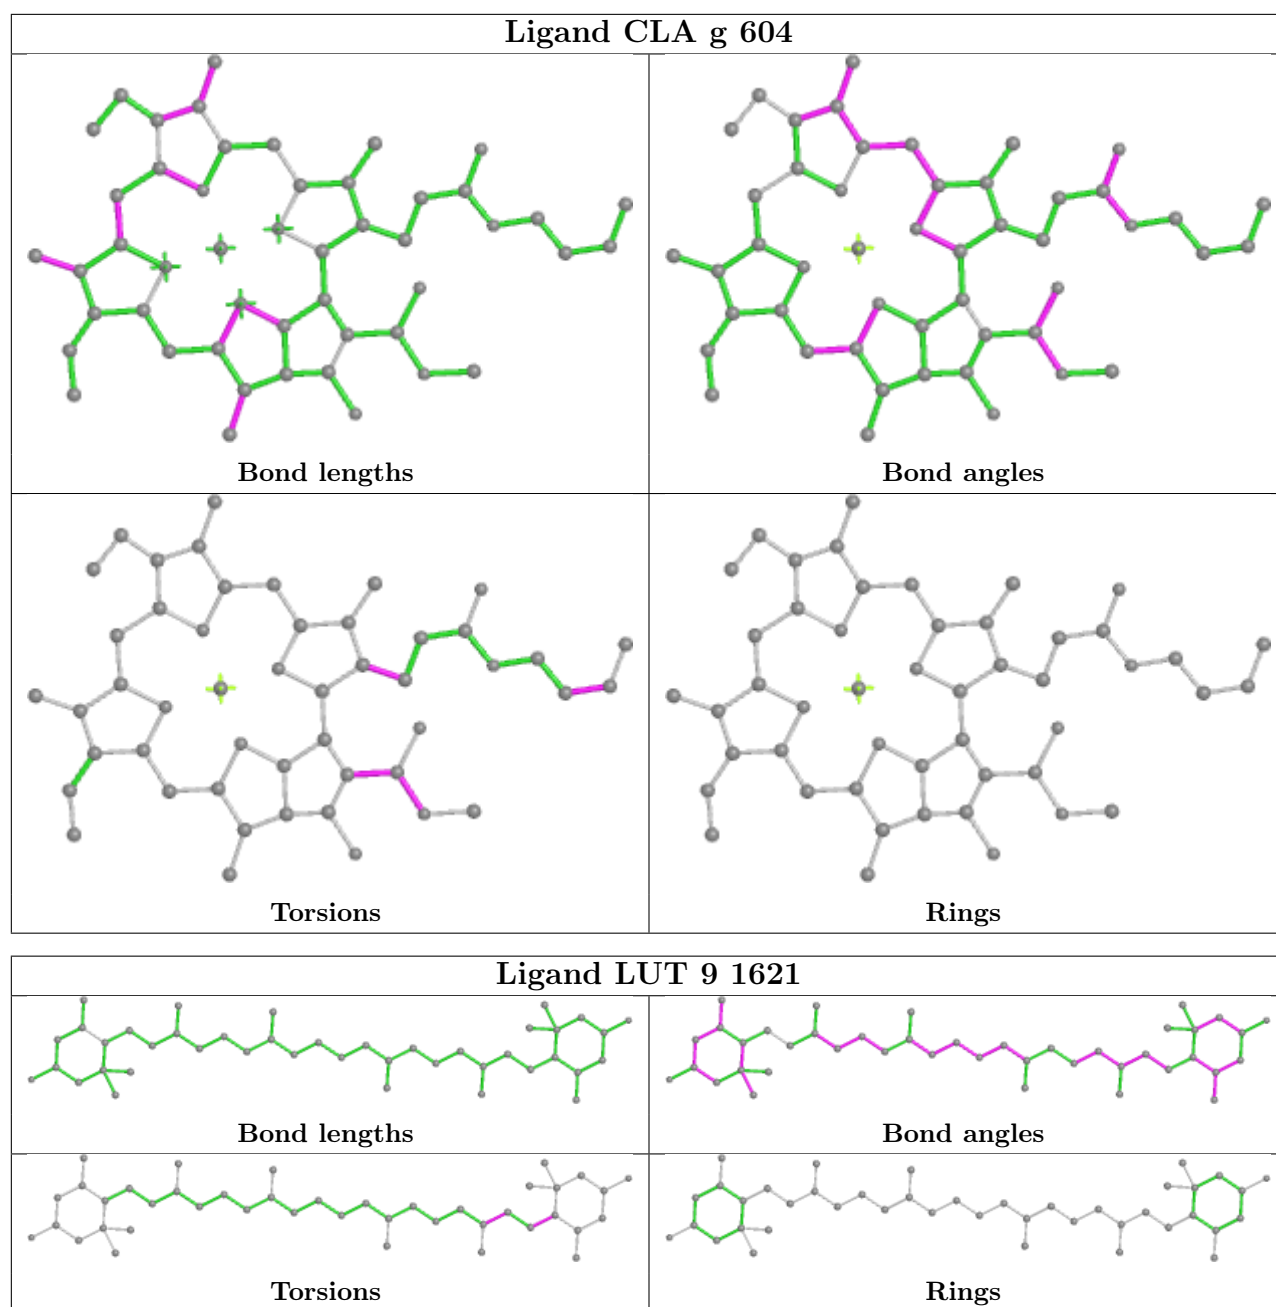 Ligand CLA g 604
Bond lengths
Bond angles
Torsions
Rings
Ligand LUT 9 1621
Bond lengths
Bond angles
Torsions
Rings